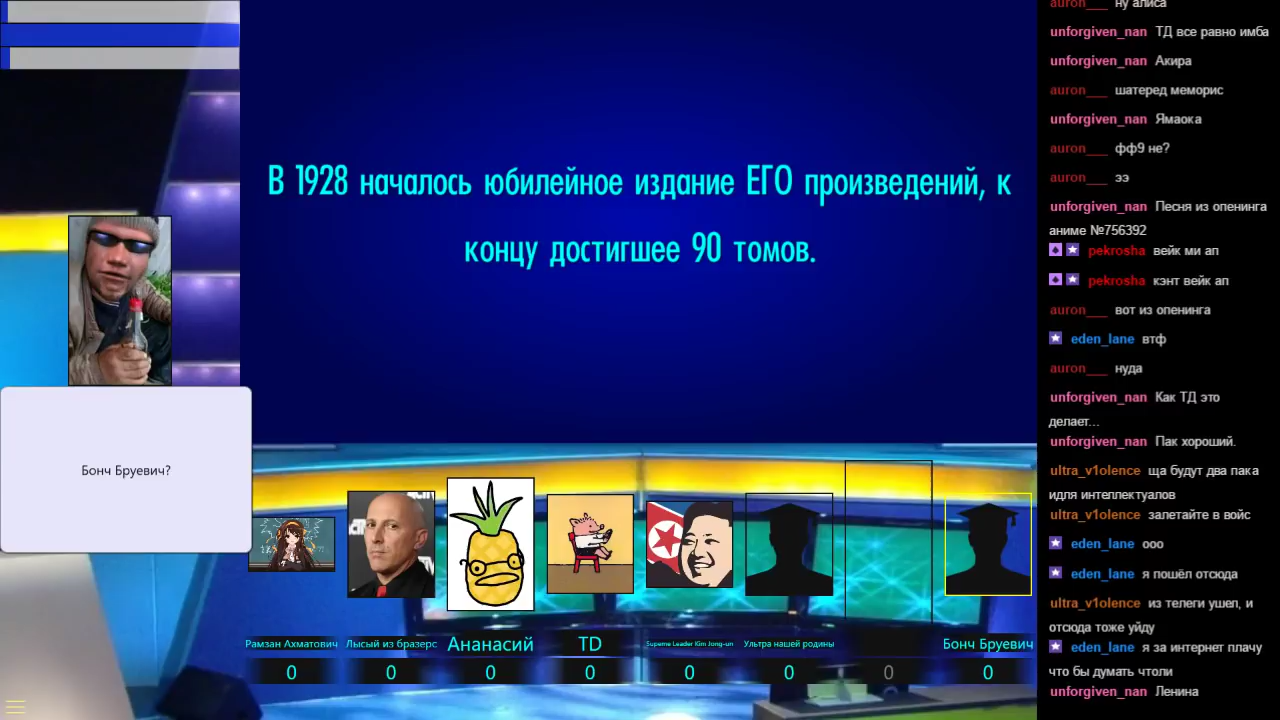 В 1928 началось юбилейное издание ЕГО произведений, к
концу достигшее 90 томов.
Бонч Бруевич?
Рамзан Ахматович
Лысый из бразерс
Ананасий
TD
Supeme Leader Kim Jong-un
Ультра нашей родины
Бонч Бруевич
0
0
0
0
0
0
0
0
auron___ ну алиса
unforgiven_nan ТД все равно имба
unforgiven_nan Акира
auron___ шатеред меморис
unforgiven_nan Ямаока
auron___ фф9 не?
auron___ ээ
unforgiven_nan Песня из опенинга
аниме №756392
pekrosha вейк ми ап
pekrosha кэнт вейк ап
auron___ вот из опенинга
eden_lane втф
auron___ нуда
unforgiven_nan Как ТД это
делает...
unforgiven_nan Пак хороший.
ultra_v1olence ща будут два пака
идля интеллектуалов
ultra_v1olence залетайте в войс
eden_lane ооо
eden_lane я пошёл отсюда
ultra_v1olence из телеги ушел, и
отсюда тоже уйду
eden_lane я за интернет плачу
что бы думать чтоли
unforgiven_nan Ленина